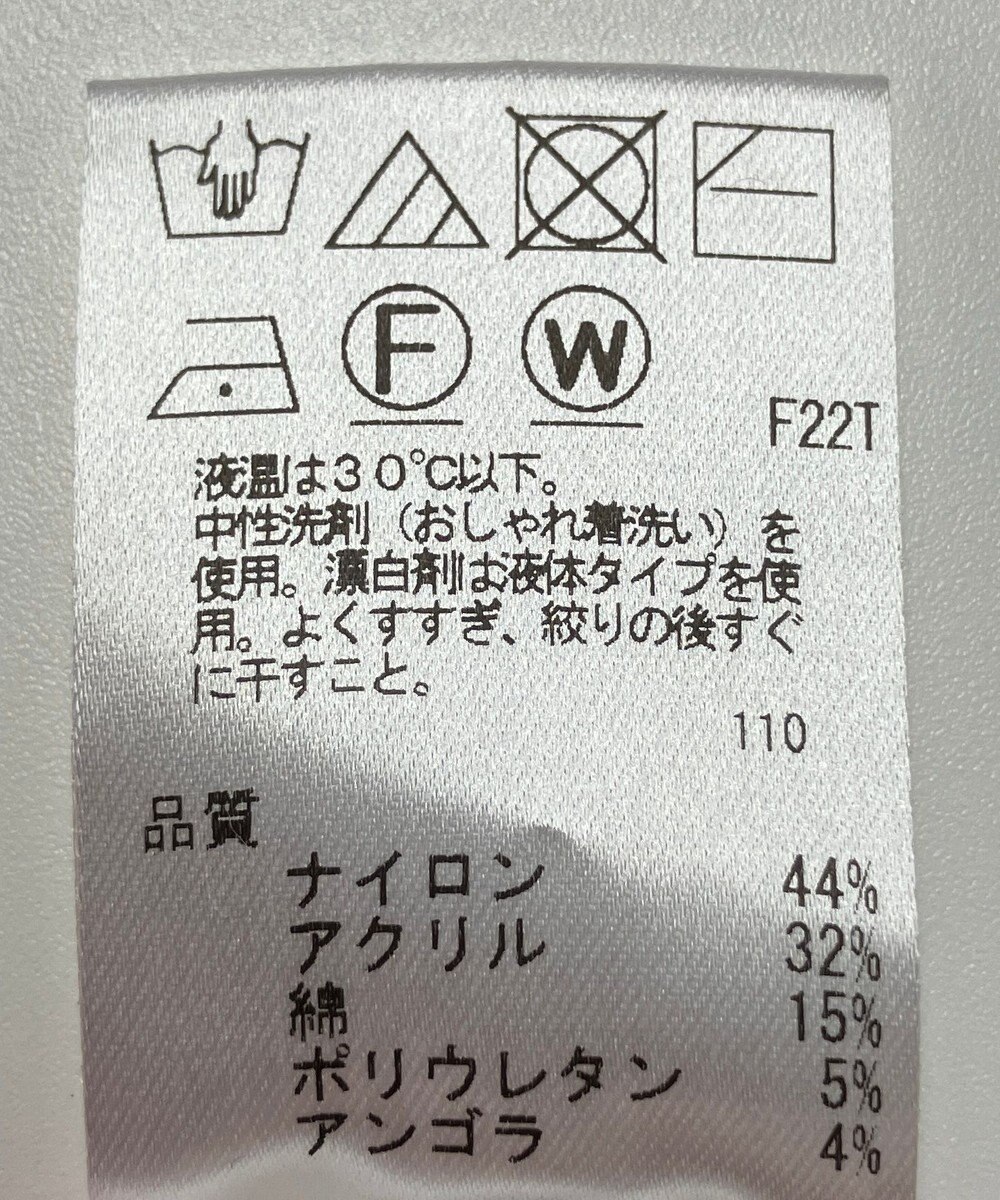 F W
F22T
液温は30℃以下。
中性洗剤（おしゃれ着洗い）を
使用。漂白剤は液体タイプを使
用。よくすすぎ、絞りの後すぐ
に干すこと。
110
品質
ナイロン 44%
アクリル 32%
綿 15%
ポリウレタン 5%
アンゴラ 4%